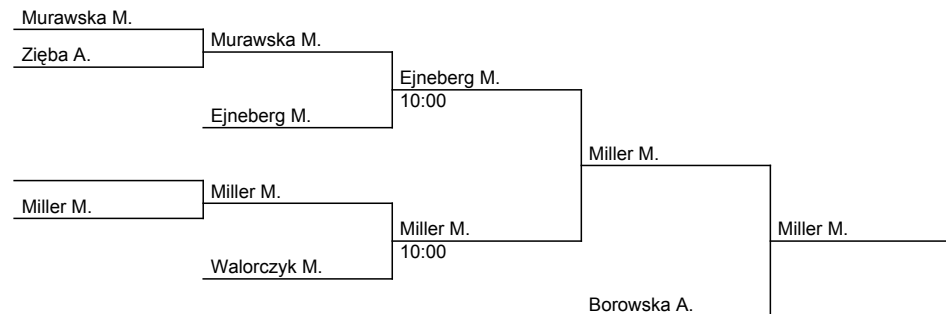 Murawska M.
Zięba A.
Murawska M.
Ejneberg M.
Ejneberg M.
10:00
Miller M.
Miller M.
Walorczyk M.
Miller M.
10:00
Miller M.
Borowska A.
Miller M.